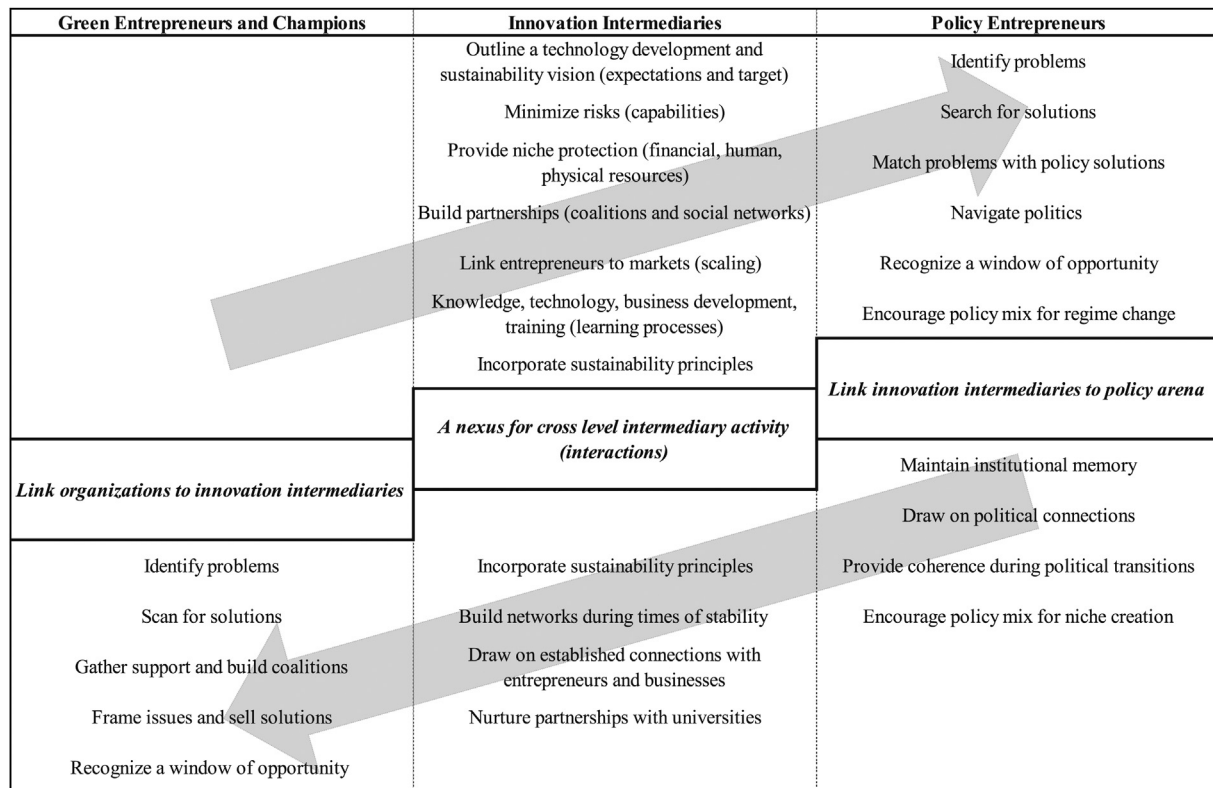 Green Entrepreneurs and Champions
Innovation Intermediaries
Policy Entrepreneurs
Outline a technology development and
sustainability vision (expectations and target)
Minimize risks (capabilities)
Provide niche protection (financial, human,
physical resources)
Build partnerships (coalitions and social networks)
Link entrepreneurs to markets (scaling)
Knowledge, technology, business development,
training (learning processes)
Incorporate sustainability principles
Identify problems
Search for solutions
Match problems with policy solutions
Navigate politics
Recognize a window of opportunity
Encourage policy mix for regime change
Link organizations to innovation intermediaries
A nexus for cross level intermediary activity
(interactions)
Link innovation intermediaries to policy arena
Identify problems
Scan for solutions
Gather support and build coalitions
Frame issues and sell solutions
Recognize a window of opportunity
Incorporate sustainability principles
Build networks during times of stability
Draw on established connections with
entrepreneurs and businesses
Nurture partnerships with universities
Maintain institutional memory
Draw on political connections
Provide coherence during political transitions
Encourage policy mix for niche creation